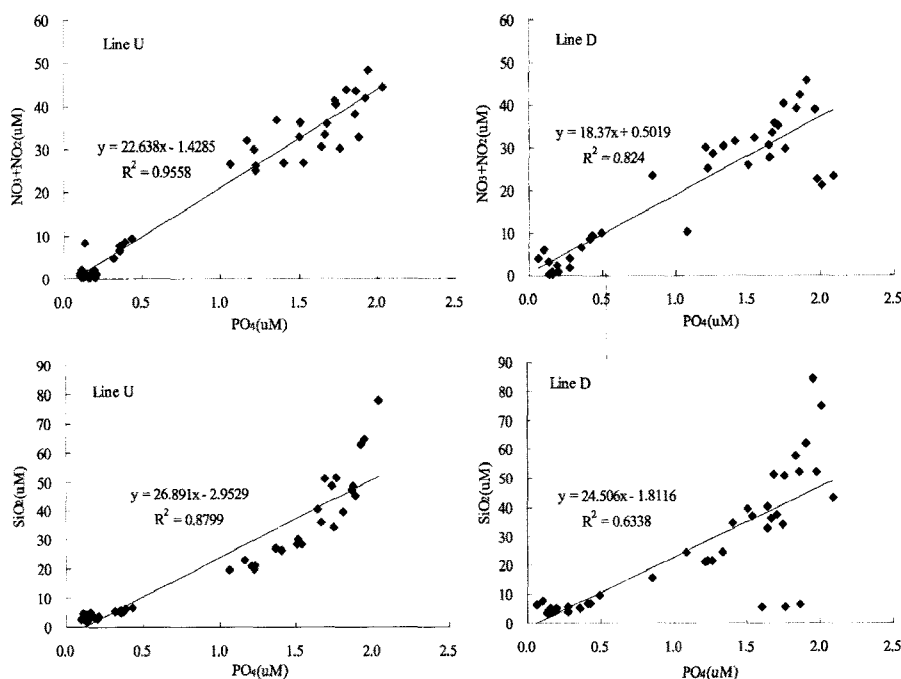 Line U
NO3+NO2(uM)
60
50
40
30
20
10
0
y = 22.638x - 1.4285
R² = 0.9558
0.0 0.5 1.0 1.5 2.0 2.5
PO4(uM)
Line D
NO3+NO2(uM)
60
50
40
30
20
10
0
y = 18.37x + 0.5019
R² = 0.824
0.0 0.5 1.0 1.5 2.0 2.5
PO4(uM)
Line U
SiO2(uM)
90
80
70
60
50
40
30
20
10
0
y = 26.891x - 2.9529
R² = 0.8799
0.0 0.5 1.0 1.5 2.0 2.5
PO4(uM)
Line D
SiO2(uM)
90
80
70
60
50
40
30
20
10
0
y = 24.506x - 1.8116
R² = 0.6338
0.0 0.5 1.0 1.5 2.0 2.5
PO4(uM)